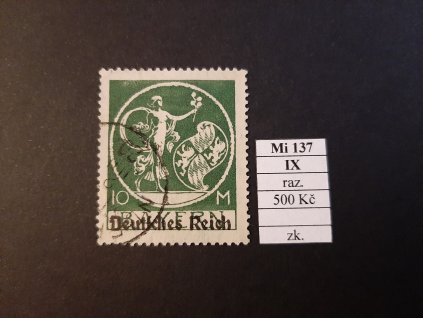 10 M
BAYERN
Deutsches Reich
Mi 137
IX
raz.
500 Kč
zk.